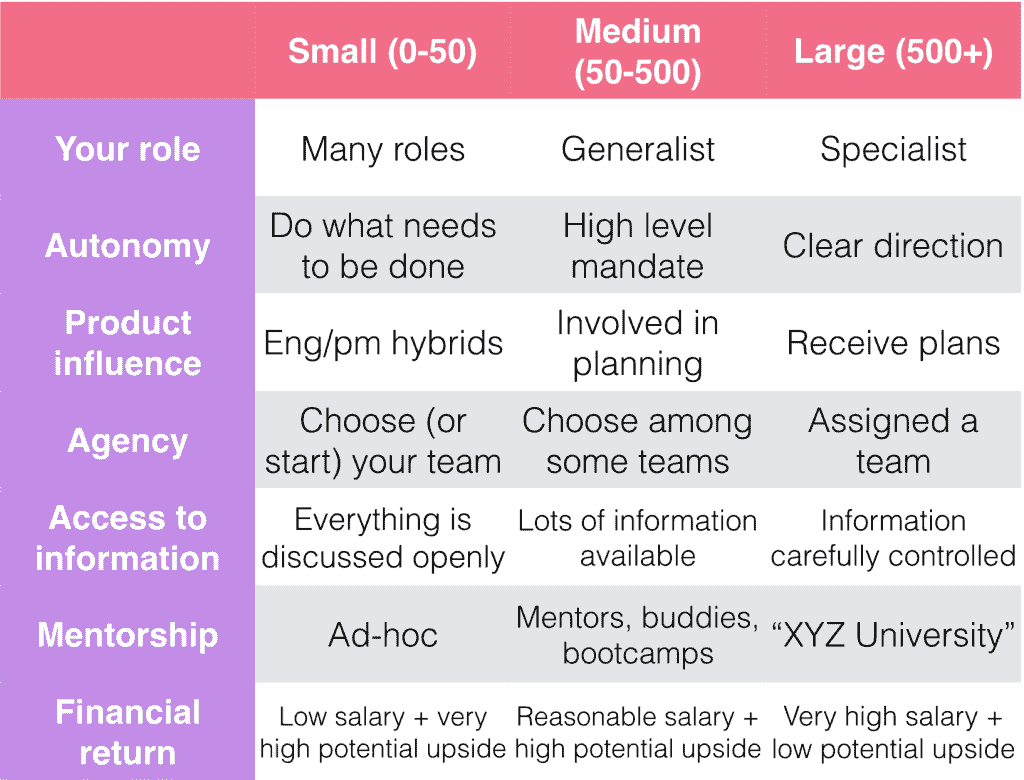 Small (0-50)
Medium
(50-500)
Large (500+)
Your role
Many roles
Generalist
Specialist
Autonomy
Do what needs
to be done
High level
mandate
Clear direction
Product
influence
Eng/pm hybrids
Involved in
planning
Receive plans
Agency
Choose (or
start) your team
Choose among
some teams
Assigned a
team
Access to
information
Everything is
discussed openly
Lots of information
available
Information
carefully controlled
Mentorship
Ad-hoc
Mentors, buddies,
bootcamps
“XYZ University”
Financial
return
Low salary + very
high potential upside
Reasonable salary +
high potential upside
Very high salary +
low potential upside